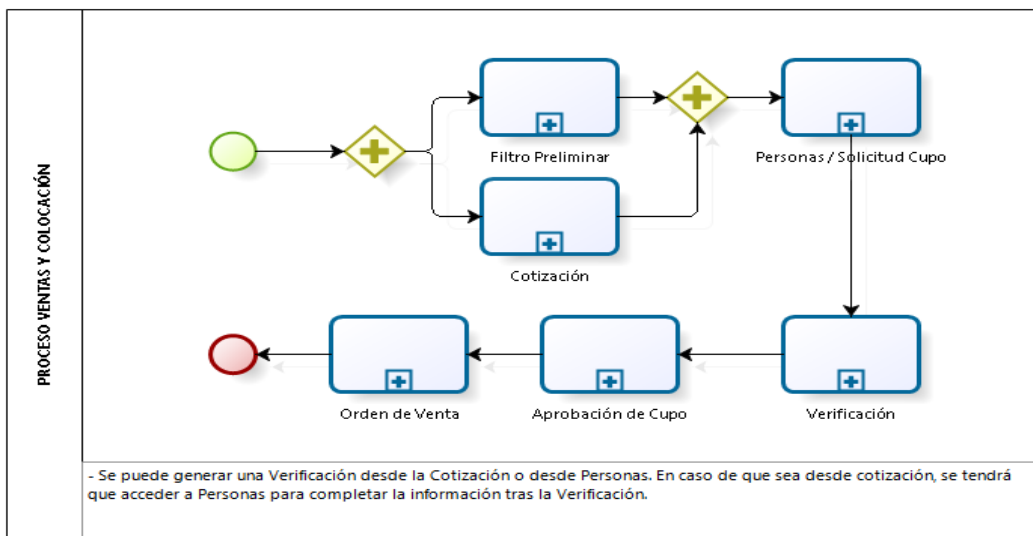 PROCESO VENTAS Y COLOCACIÓN
Filtro Preliminar
Personas / Solicitud Cupo
Cotización
Orden de Venta
Aprobación de Cupo
Verificación
- Se puede generar una Verificación desde la Cotización o desde Personas. En caso de que sea desde cotización, se tendrá
que acceder a Personas para completar la información tras la Verificación.